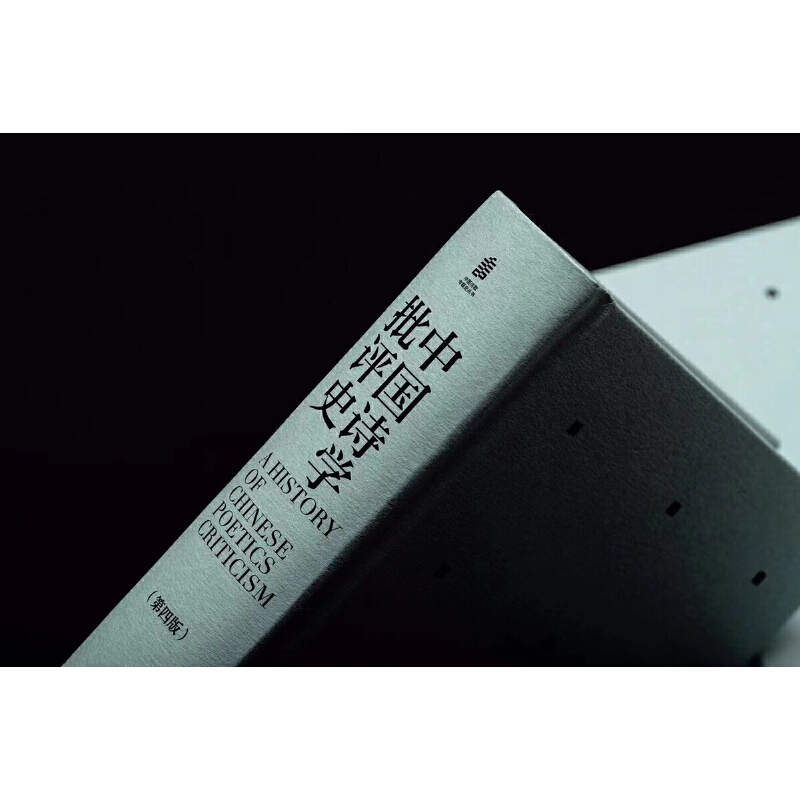 中国诗学
批评史
A HISTORY
OF
CHINESE
POETICS
CRITICISM
（第四版）